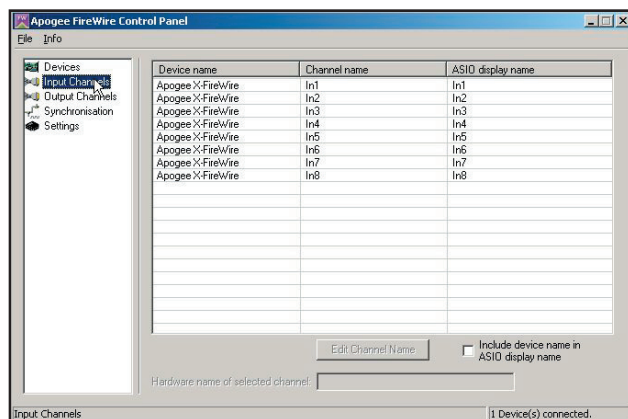 Apogee FireWire Control Panel
File Info
Devices
Input Channels
Output Channels
Synchronisation
Settings
Device name Channel name ASIO display name
Apogee X-FireWire In1 In1
Apogee X-FireWire In2 In2
Apogee X-FireWire In3 In3
Apogee X-FireWire In4 In4
Apogee X-FireWire In5 In5
Apogee X-FireWire In6 In6
Apogee X-FireWire In7 In7
Apogee X-FireWire In8 In8
Edit Channel Name
Include device name in
ASIO display name
Hardware name of selected channel:
Input Channels 1 Device(s) connected.